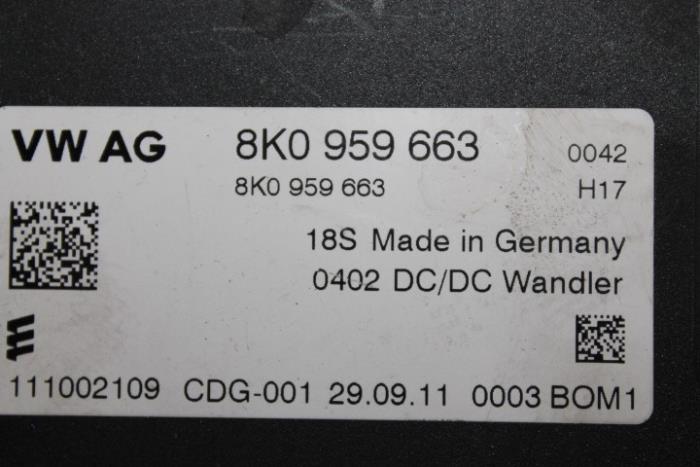 VW AG 8K0 959 663 0042
8K0 959 663 H17
18S Made in Germany
0402 DC/DC Wandler
111002109 CDG-001 29.09.11 0003 BOM1